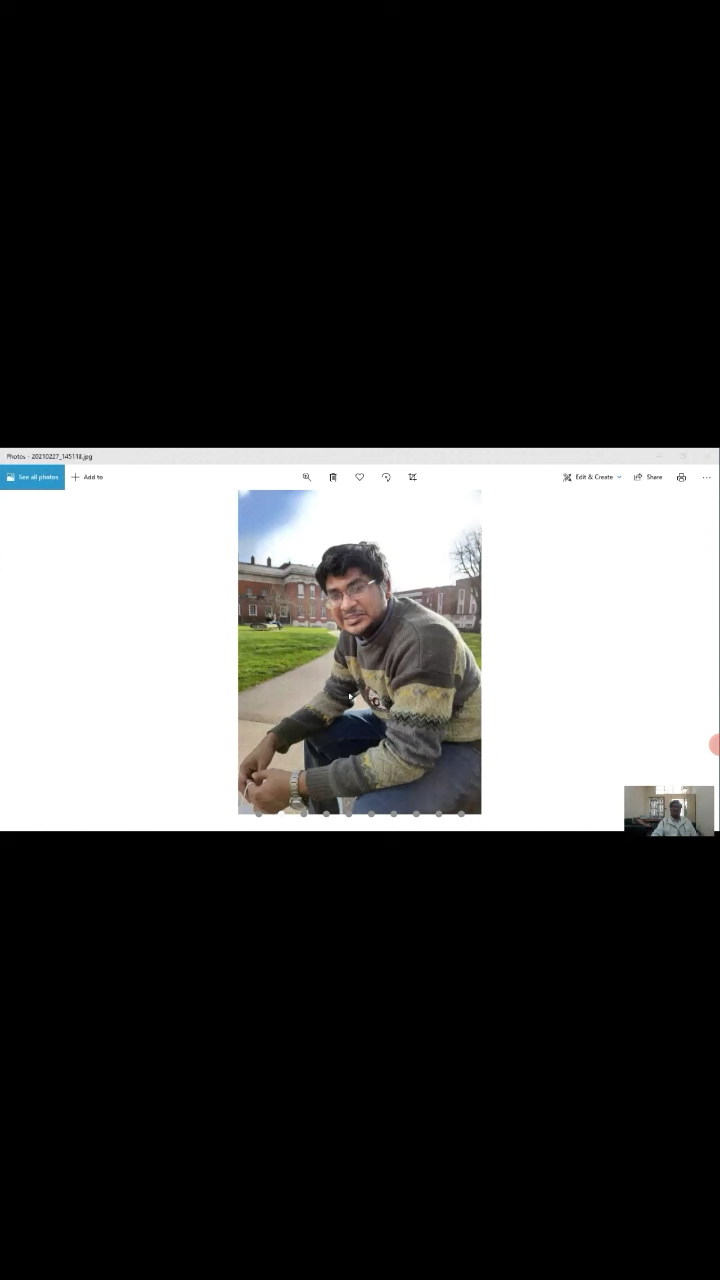 Photos - 20210227_145118.jpg
See all photos
Add to
Edit & Create
Share